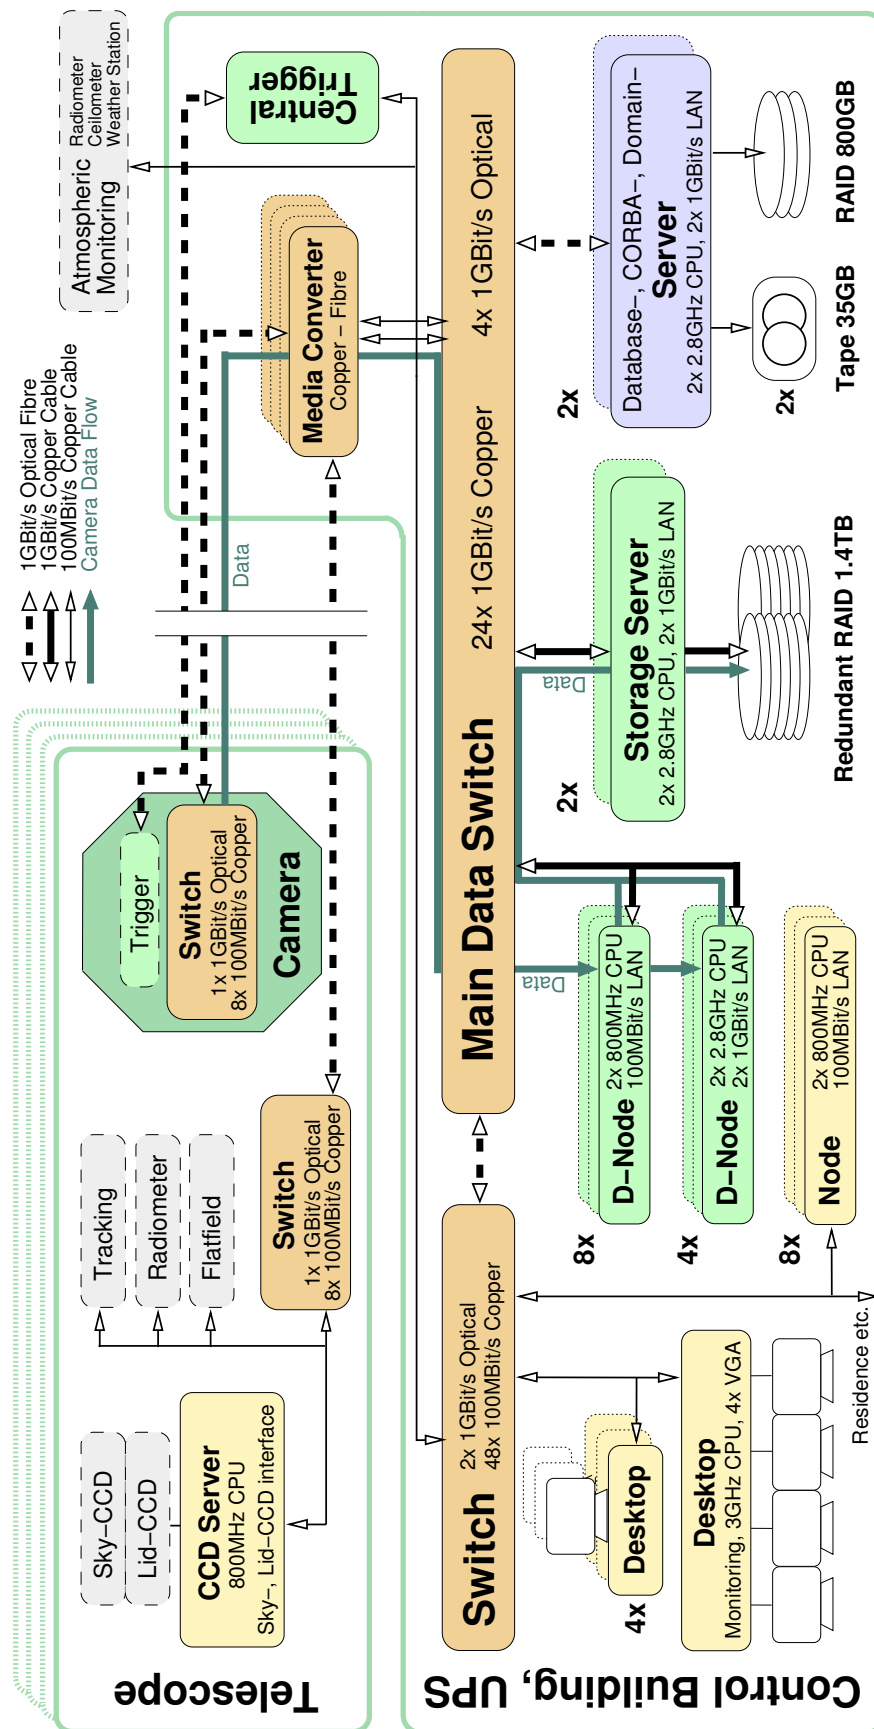 1GBit/s Optical Fibre
1GBit/s Copper Cable
100MBit/s Copper Cable
Camera Data Flow
Atmospheric
Monitoring
Radiometer
Ceilometer
Weather Station
Telescope
Sky−CCD
Lid−CCD
CCD Server
800MHz CPU
Sky−, Lid−CCD interface
Tracking
Radiometer
Flatfield
Switch
1x 1GBit/s Optical
8x 100MBit/s Copper
Trigger
Switch
1x 1GBit/s Optical
8x 100MBit/s Copper
Camera
Data
Media Converter
Copper − Fibre
Central
Trigger
Control Building, UPS
Switch
2x 1GBit/s Optical
48x 100MBit/s Copper
Main Data Switch
24x 1GBit/s Copper
4x 1GBit/s Optical
4x
Desktop
Desktop
Monitoring, 3GHz CPU, 4x VGA
Residence etc.
8x
D−Node
2x 800MHz CPU
100MBit/s LAN
4x
D−Node
2x 2.8GHz CPU
2x 1GBit/s LAN
8x
Node
2x 800MHz CPU
100MBit/s LAN
Data
Data
2x
Storage Server
2x 2.8GHz CPU, 2x 1GBit/s LAN
Redundant RAID 1.4TB
2x
Database−, CORBA−, Domain−
Server
2x 2.8GHz CPU, 2x 1GBit/s LAN
2x
Tape 35GB
RAID 800GB